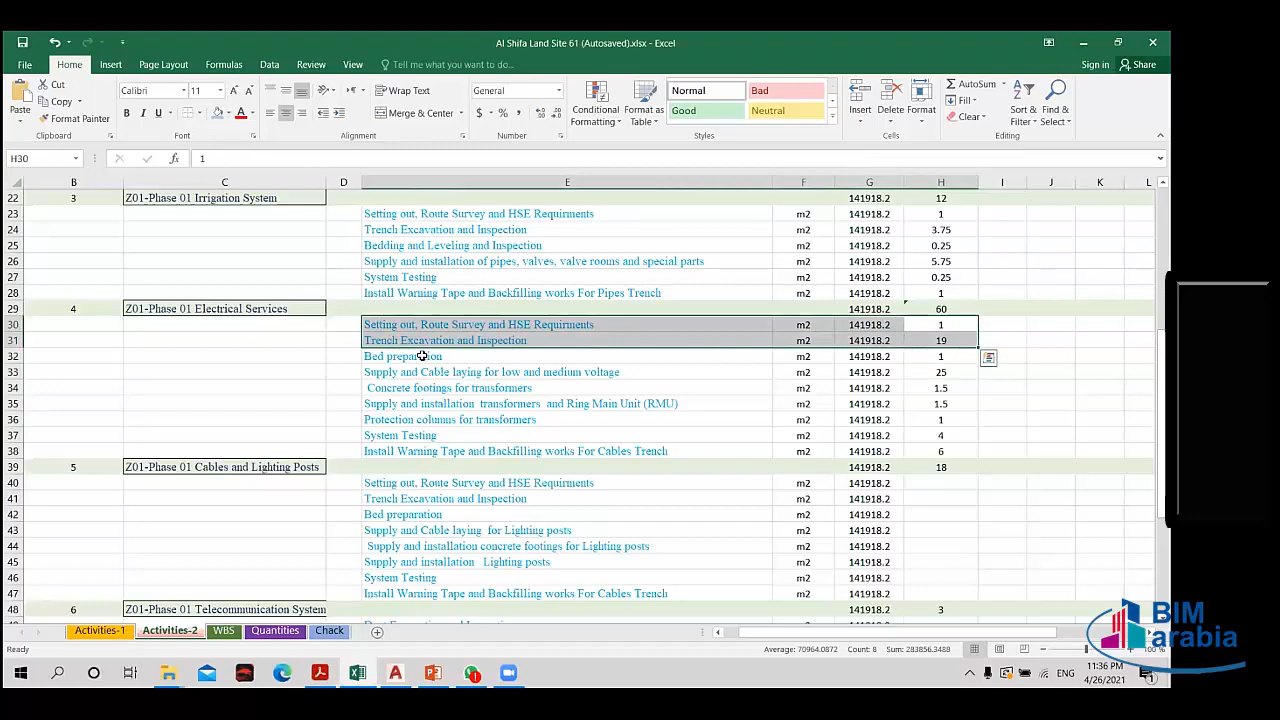 Al Shifa Land Site 61 (Autosaved).xlsx - Excel
File Home Insert Page Layout Formulas Data Review View Tell me what you want to do... Sign in Share
Paste Cut Copy Format Painter Clipboard
Calibri 11 B I U Font
Wrap Text Merge & Center Alignment
General $ % , Number
Conditional Formatting Format as Table Normal Bad Good Neutral Styles
Insert Delete Format Cells
AutoSum Fill Clear Sort & Filter Find & Select Editing
H30 fx 1
B C D E F G H I J K L
22 3 Z01-Phase 01 Irrigation System 141918.2 12
23 Setting out, Route Survey and HSE Requirments m2 141918.2 1
24 Trench Excavation and Inspection m2 141918.2 3.75
25 Bedding and Leveling and Inspection m2 141918.2 0.25
26 Supply and installation of pipes, valves, valve rooms and special parts m2 141918.2 5.75
27 System Testing m2 141918.2 0.25
28 Install Warning Tape and Backfilling works For Pipes Trench m2 141918.2 1
29 4 Z01-Phase 01 Electrical Services 141918.2 60
30 Setting out, Route Survey and HSE Requirments m2 141918.2 1
31 Trench Excavation and Inspection m2 141918.2 19
32 Bed preparation m2 141918.2 1
33 Supply and Cable laying for low and medium voltage m2 141918.2 25
34 Concrete footings for transformers m2 141918.2 1.5
35 Supply and installation transformers and Ring Main Unit (RMU) m2 141918.2 1.5
36 Protection columns for transformers m2 141918.2 1
37 System Testing m2 141918.2 4
38 Install Warning Tape and Backfilling works For Cables Trench m2 141918.2 6
39 5 Z01-Phase 01 Cables and Lighting Posts 141918.2 18
40 Setting out, Route Survey and HSE Requirments m2 141918.2
41 Trench Excavation and Inspection m2 141918.2
42 Bed preparation m2 141918.2
43 Supply and Cable laying for Lighting posts m2 141918.2
44 Supply and installation concrete footings for Lighting posts m2 141918.2
45 Supply and installation Lighting posts m2 141918.2
46 System Testing m2 141918.2
47 Install Warning Tape and Backfilling works For Cables Trench m2 141918.2
48 6 Z01-Phase 01 Telecommunication System 141918.2 3
Activities-1 Activities-2 WBS Quantities Chack
Ready Average: 70964.0872 Count: 8 Sum: 283856.3488 100 %
ENG 11:36 PM
4/26/2021
BIM
arabia